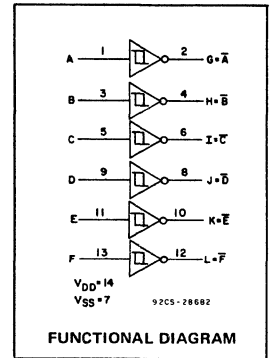 A 1 2 G=A̅
B 3 4 H=B̅
C 5 6 I=C̅
D 9 8 J=D̅
E 11 10 K=E̅
F 13 12 L=F̅
VDD=14
VSS=7
92CS-28682
FUNCTIONAL DIAGRAM